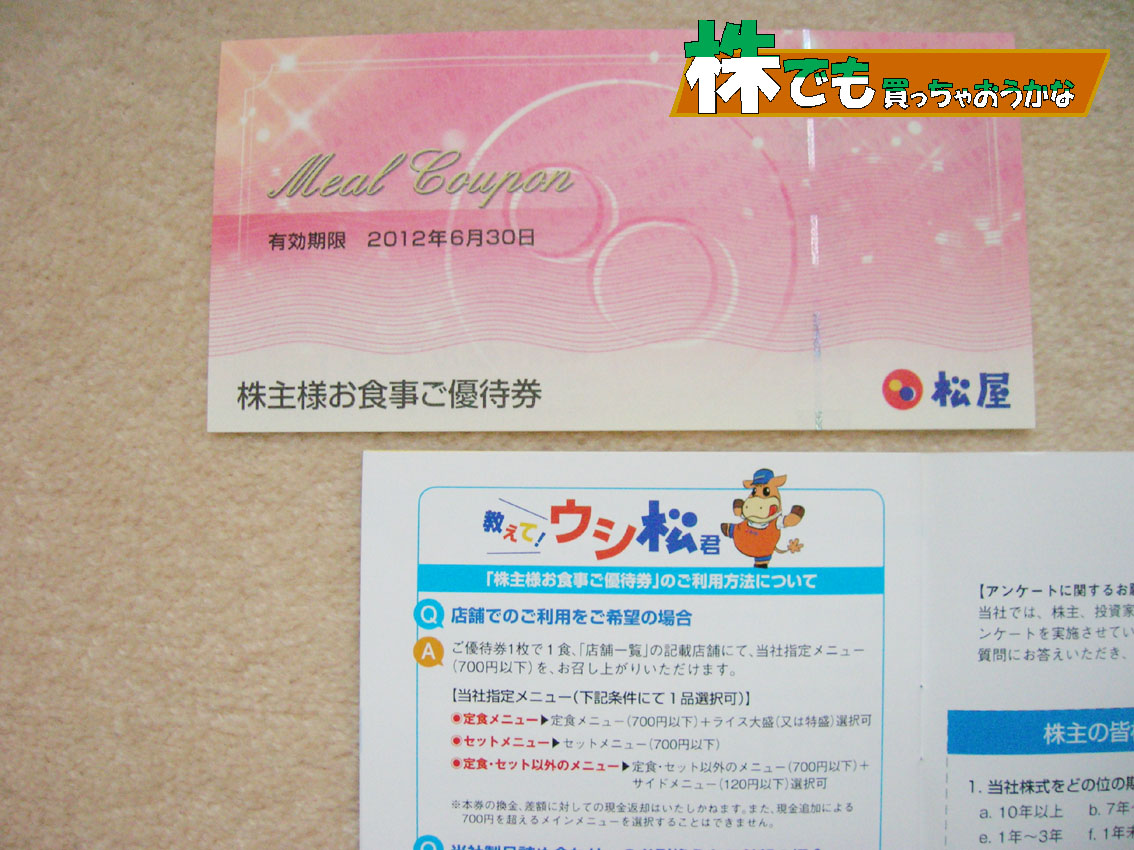 株でも買っちゃおうかな
Meal Coupon
有効期限 2012年6月30日
株主様お食事ご優待券
松屋
教えて!ウシ松君
「株主様お食事ご優待券」のご利用方法について
Q 店舗でのご利用をご希望の場合
A ご優待券1枚で1食、「店舗一覧」の記載店舗にて、当社指定メニュー
(700円以下)を、お召し上がりいただけます。
【当社指定メニュー(下記条件にて1品選択可)】
●定食メニュー▶定食メニュー(700円以下)+ライス大盛(又は特盛)選択可
●セットメニュー▶セットメニュー(700円以下)
●定食・セット以外のメニュー▶定食・セット以外のメニュー(700円以下)+
サイドメニュー(120円以下)選択可
※本券の換金、差額に対しての現金返却はいたしかねます。また、現金追加による
700円を超えるメインメニューを選択することはできません。
Q
【アンケートに関するお
当社では、株主、投資家
ンケートを実施させてい
質問にお答えいただき、
株主の皆
1. 当社株式をどの位の期
a. 10年以上 b. 7年
e. 1年〜3年 f. 1年